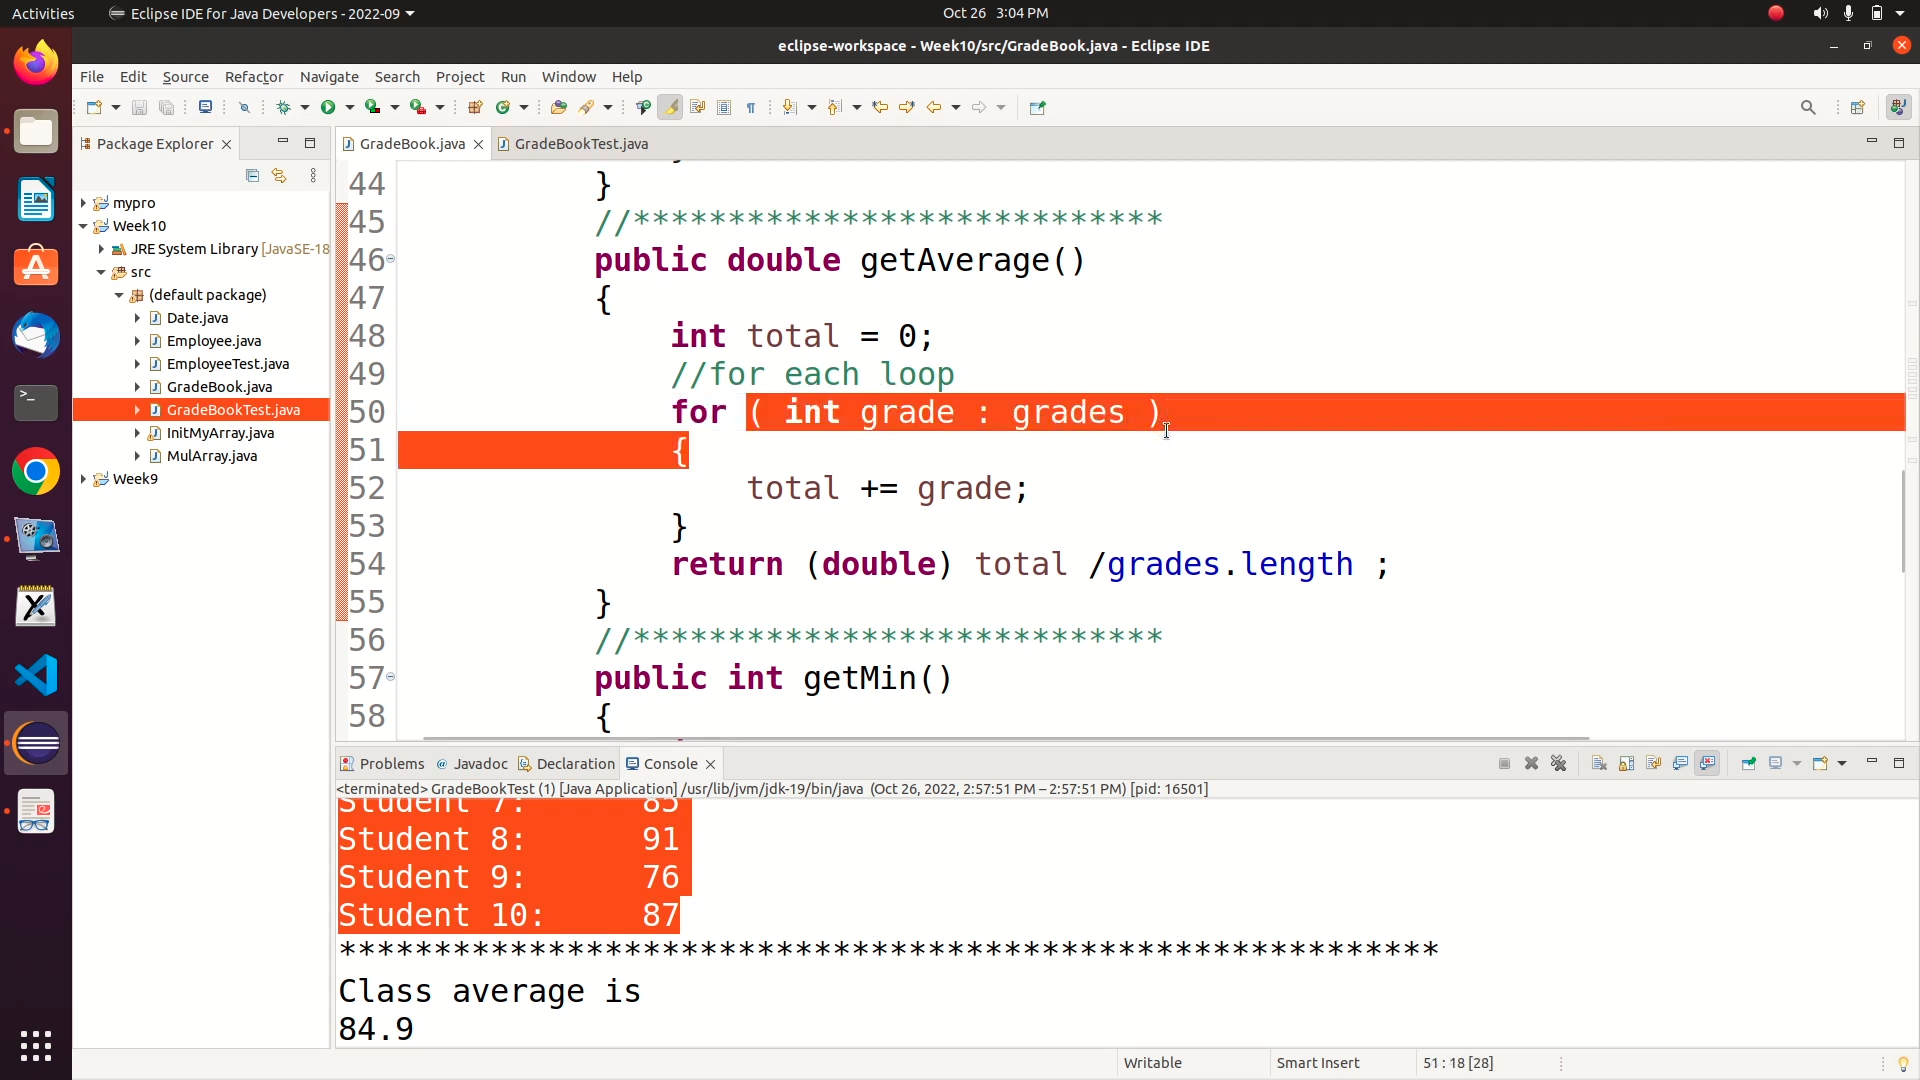 Activities
Eclipse IDE for Java Developers - 2022-09
Oct 26 3:04 PM
eclipse-workspace - Week10/src/GradeBook.java - Eclipse IDE
File Edit Source Refactor Navigate Search Project Run Window Help
Package Explorer
mypro
Week10
JRE System Library [JavaSE-18
src
(default package)
Date.java
Employee.java
EmployeeTest.java
GradeBook.java
GradeBookTest.java
InitMyArray.java
MulArray.java
Week9
GradeBook.java
GradeBookTest.java
44 }
45 //****************************
46 public double getAverage()
47 {
48 int total = 0;
49 //for each loop
50 for ( int grade : grades )
51 {
52 total += grade;
53 }
54 return (double) total /grades.length ;
55 }
56 //****************************
57 public int getMin()
58 {
Problems @ Javadoc Declaration Console
<terminated> GradeBookTest (1) [Java Application] /usr/lib/jvm/jdk-19/bin/java (Oct 26, 2022, 2:57:51 PM – 2:57:51 PM) [pid: 16501]
Student 7: 85
Student 8: 91
Student 9: 76
Student 10: 87
**********************************************************
Class average is
84.9
Writable
Smart Insert
51 : 18 [28]